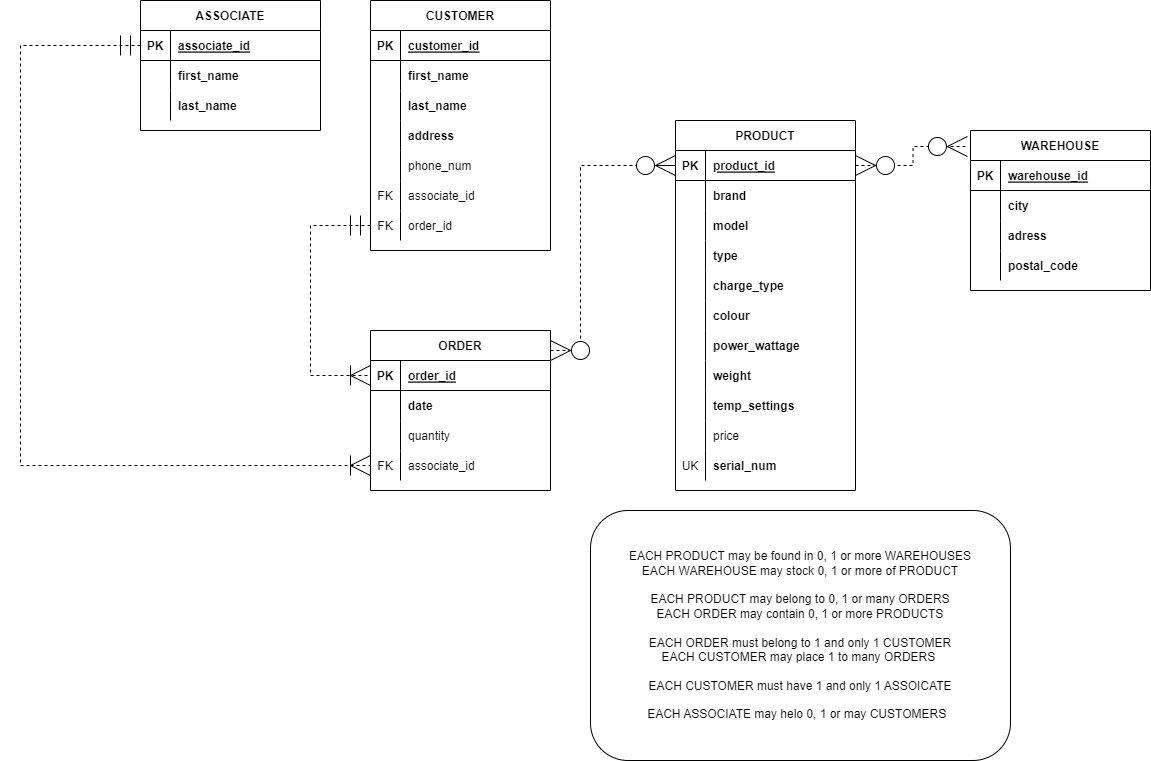 ASSOCIATE
PK associate_id
first_name
last_name
CUSTOMER
PK customer_id
first_name
last_name
address
phone_num
FK associate_id
FK order_id
ORDER
PK order_id
date
quantity
FK associate_id
PRODUCT
PK product_id
brand
model
type
charge_type
colour
power_wattage
weight
temp_settings
price
UK serial_num
WAREHOUSE
PK warehouse_id
city
adress
postal_code
EACH PRODUCT may be found in 0, 1 or more WAREHOUSES
EACH WAREHOUSE may stock 0, 1 or more of PRODUCT
EACH PRODUCT may belong to 0, 1 or many ORDERS
EACH ORDER may contain 0, 1 or more PRODUCTS
EACH ORDER must belong to 1 and only 1 CUSTOMER
EACH CUSTOMER may place 1 to many ORDERS
EACH CUSTOMER must have 1 and only 1 ASSOICATE
EACH ASSOCIATE may helo 0, 1 or may CUSTOMERS